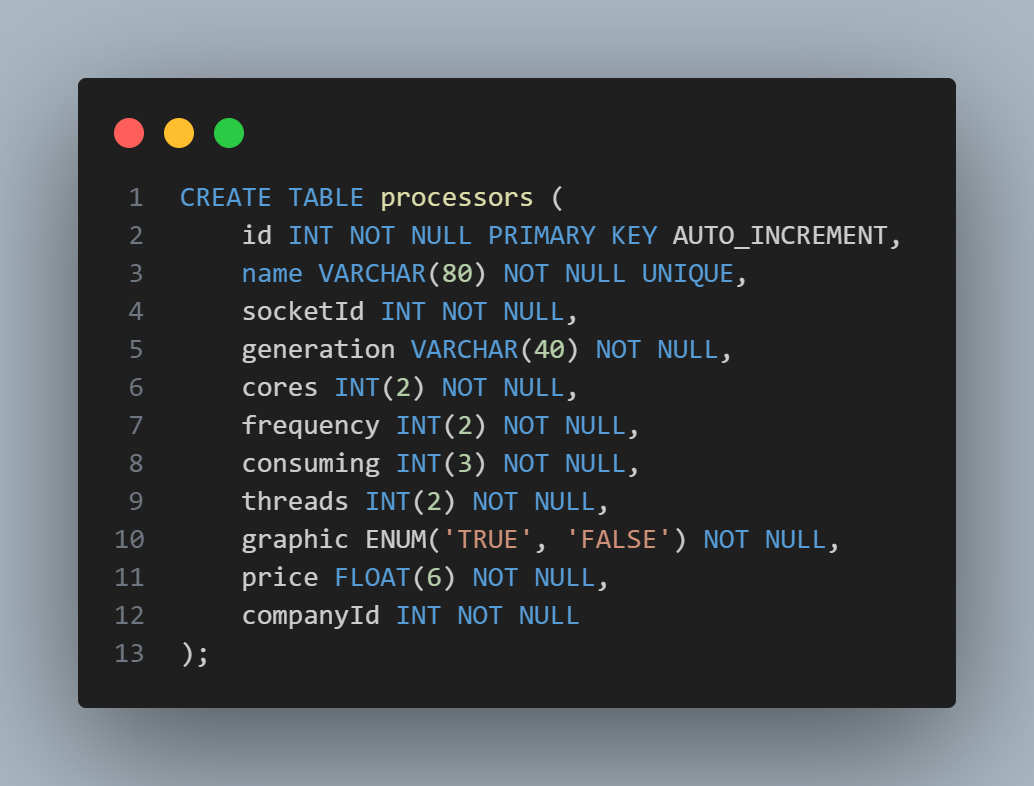 1 CREATE TABLE processors (
2     id INT NOT NULL PRIMARY KEY AUTO_INCREMENT,
3     name VARCHAR(80) NOT NULL UNIQUE,
4     socketId INT NOT NULL,
5     generation VARCHAR(40) NOT NULL,
6     cores INT(2) NOT NULL,
7     frequency INT(2) NOT NULL,
8     consuming INT(3) NOT NULL,
9     threads INT(2) NOT NULL,
10     graphic ENUM('TRUE', 'FALSE') NOT NULL,
11     price FLOAT(6) NOT NULL,
12     companyId INT NOT NULL
13 );